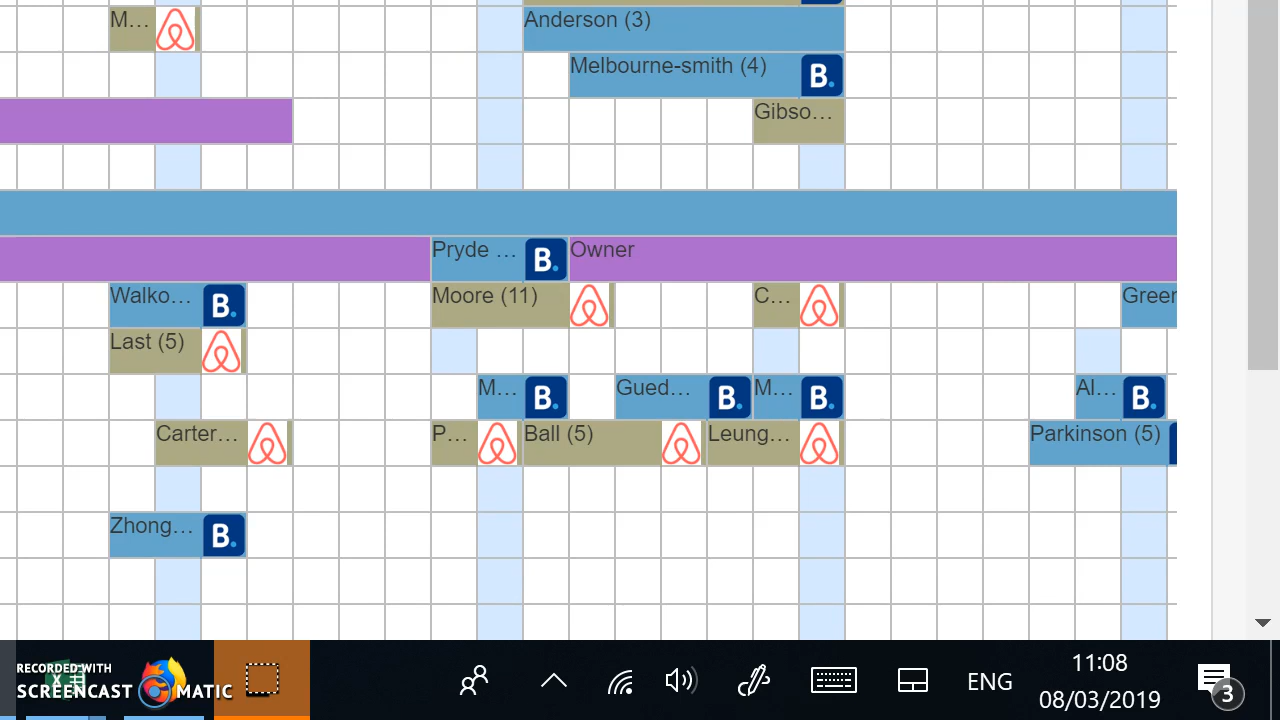 M...
Anderson (3)
Melbourne-smith (4)
B.
Gibso...
Pryde ...
B.
Owner
Walko...
B.
Moore (11)
C...
Green
Last (5)
M...
B.
Gued...
B.
M...
B.
Al...
B.
Carter...
P...
Ball (5)
Leung...
Parkinson (5)
Zhong...
B.
RECORDED WITH
SCREENCAST MATIC
ENG
11:08
08/03/2019
3